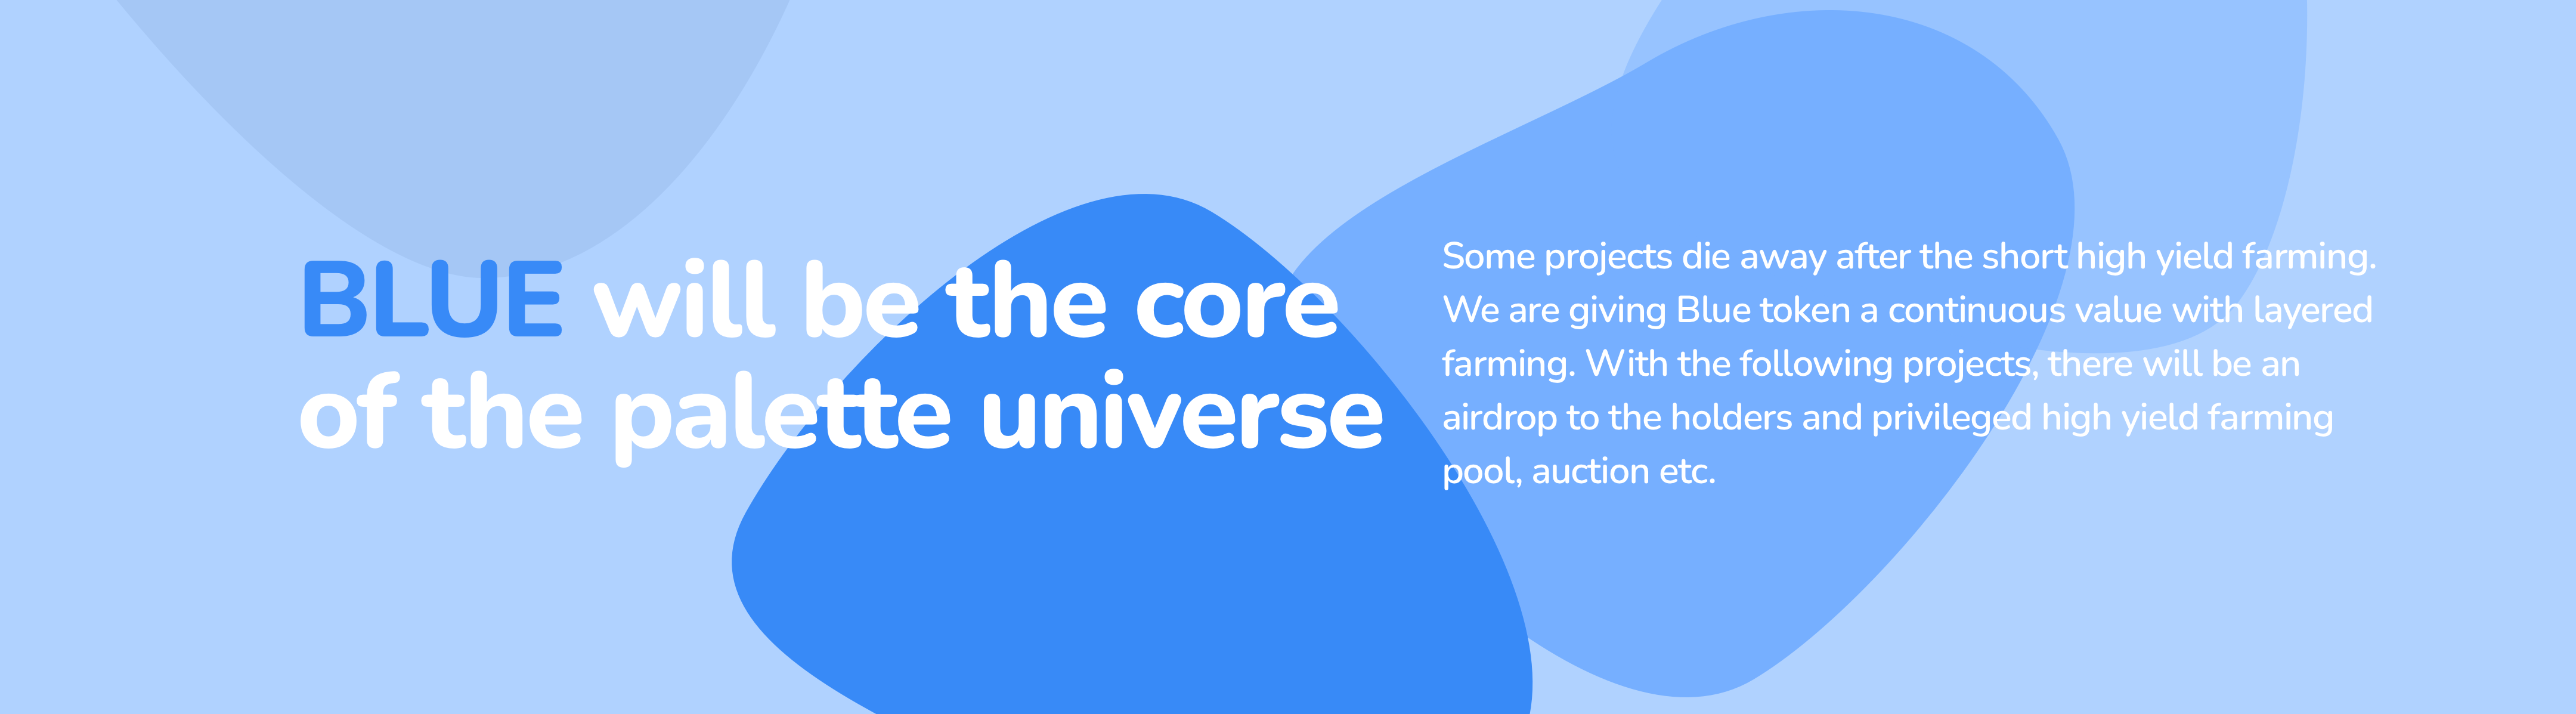 BLUE will be the core
of the palette universe
Some projects die away after the short high yield farming.
We are giving Blue token a continuous value with layered
farming. With the following projects, there will be an
airdrop to the holders and privileged high yield farming
pool, auction etc.